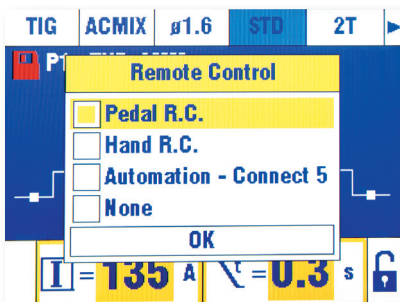 TIG ACMIX ø1.6 STD 2T
Remote Control
Pedal R.C.
Hand R.C.
Automation - Connect 5
None
OK
I = 135 A t = 0.3 s